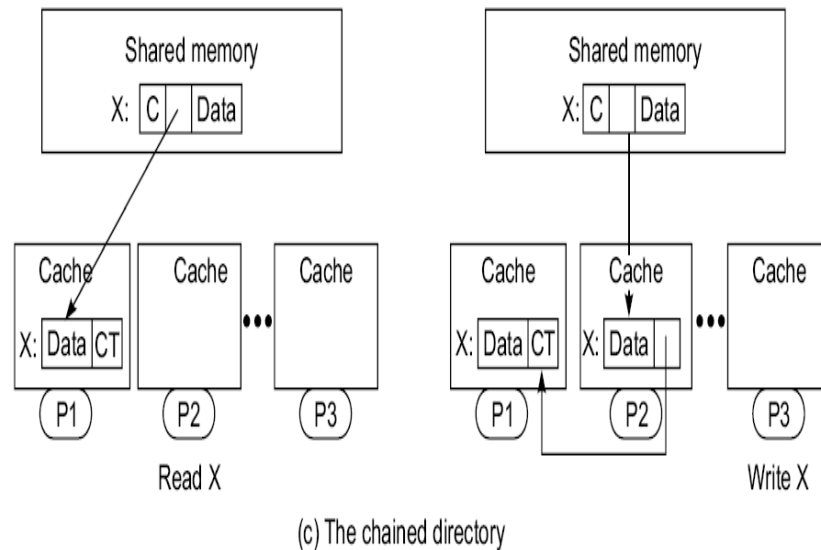 Shared memory
X: C Data
Cache
X: Data CT
P1
Cache
P2
Cache
P3
Read X
Shared memory
X: C Data
Cache
X: Data CT
P1
Cache
X: Data
P2
Cache
P3
Write X
(c) The chained directory